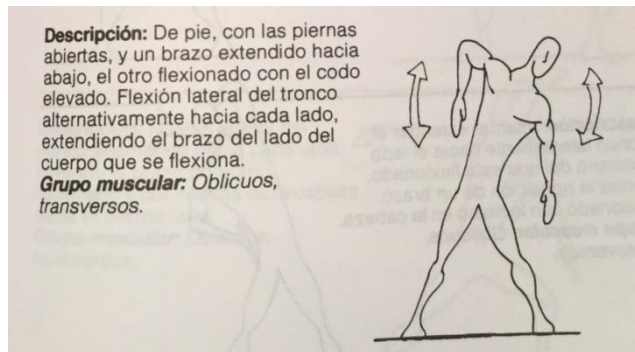 Descripción: De pie, con las piernas
abiertas, y un brazo extendido hacia
abajo, el otro flexionado con el codo
elevado. Flexión lateral del tronco
alternativamente hacia cada lado,
extendiendo el brazo del lado del
cuerpo que se flexiona.
Grupo muscular: Oblicuos,
transversos.